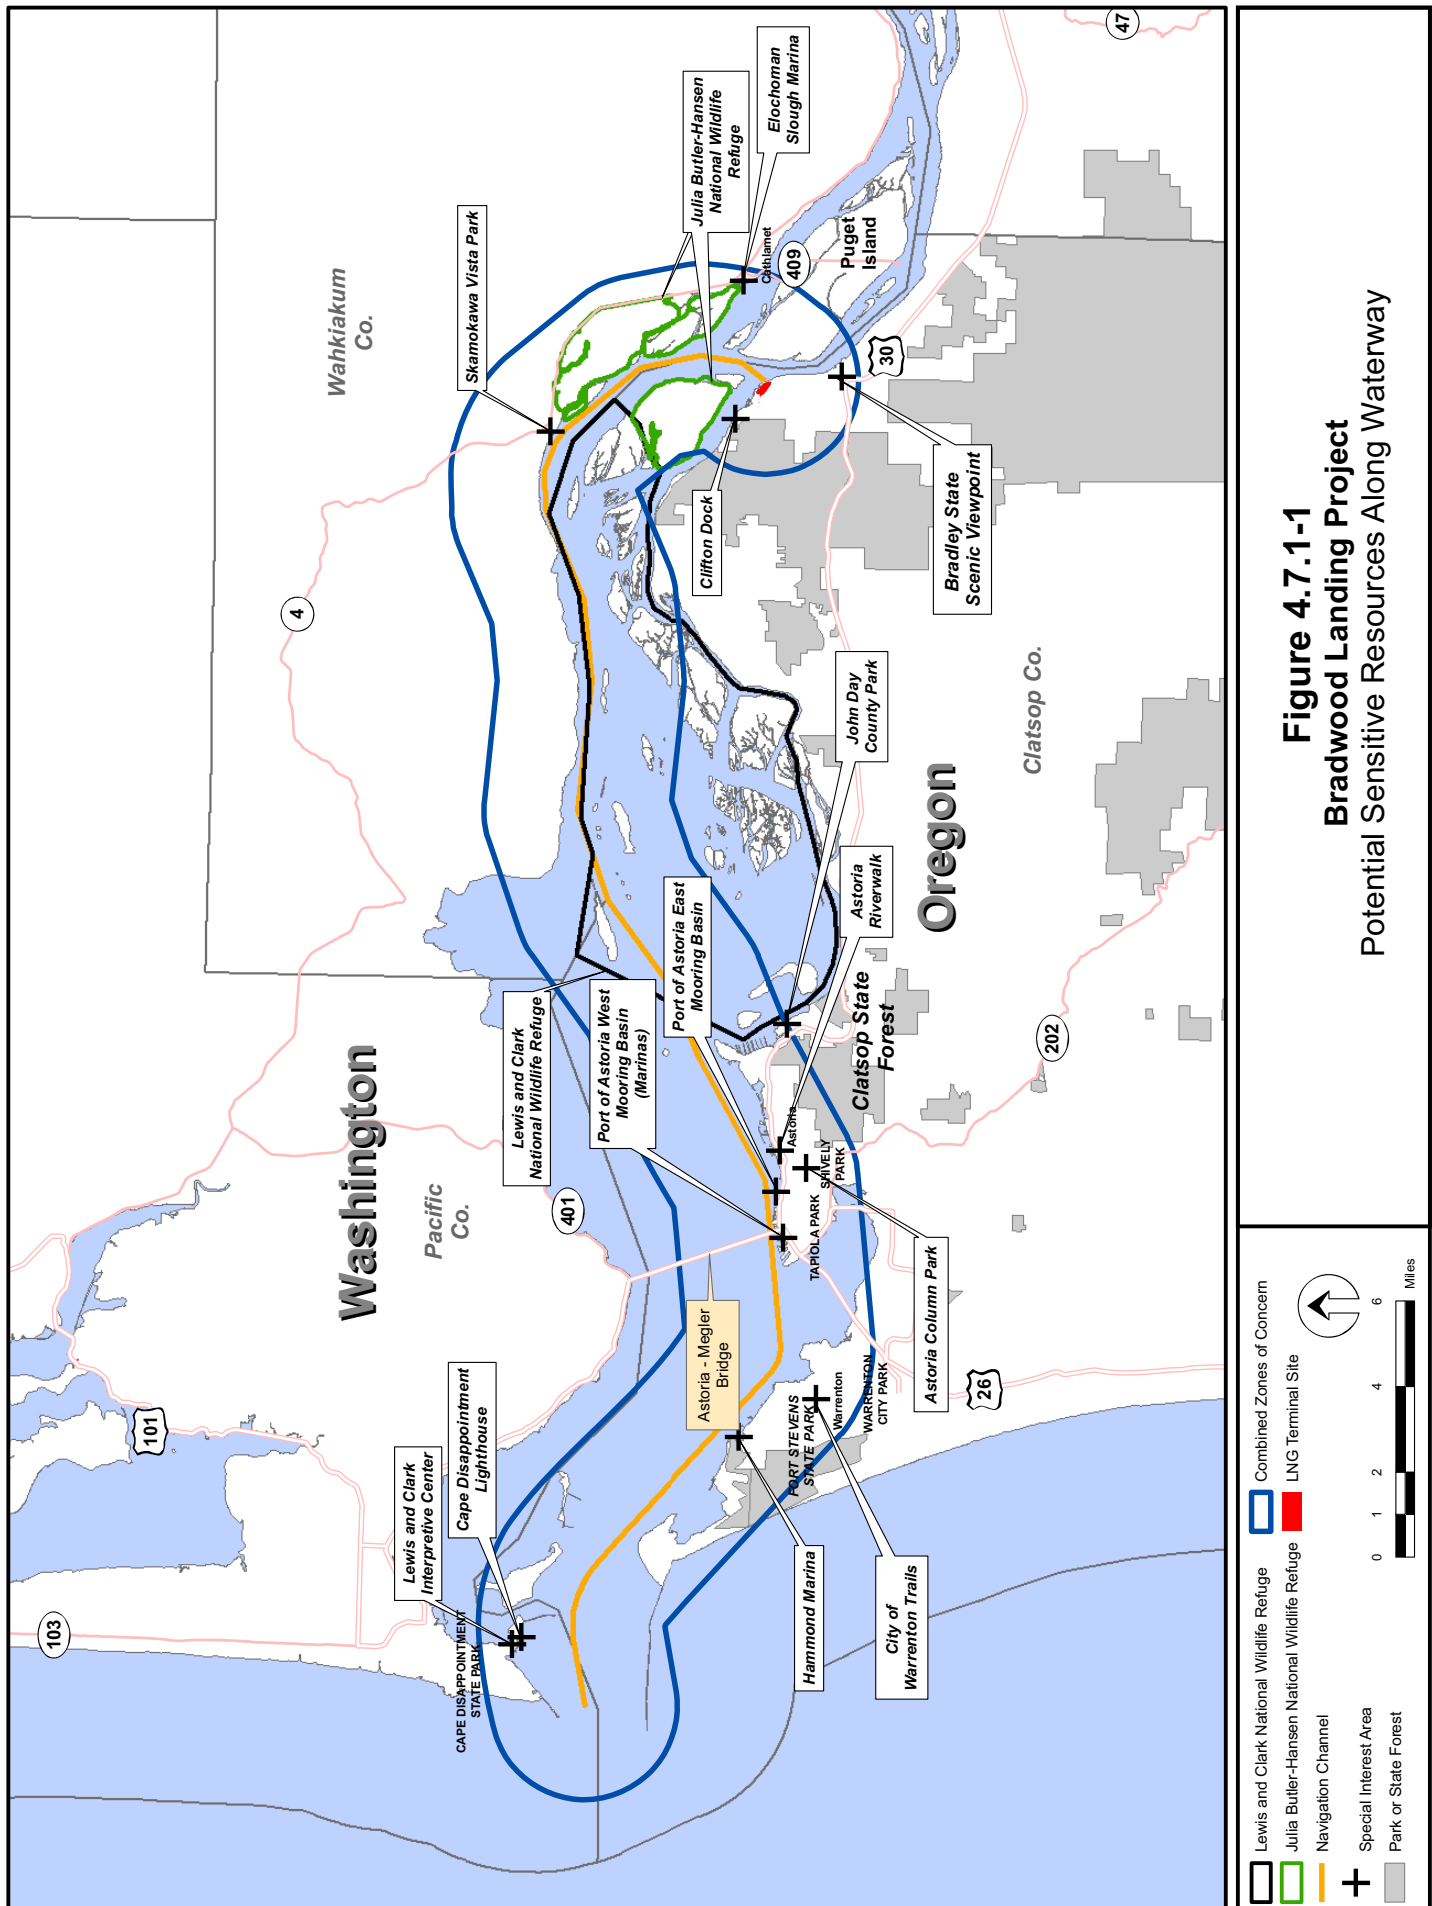 Washington
Oregon
Wahkiakum
Co.
Pacific
Co.
Clatsop Co.
103
101
4
401
47
409
30
202
26
Lewis and Clark
Interpretive Center
Cape Disappointment
Lighthouse
CAPE DISAPPOINTMENT
STATE PARK
Astoria - Megler
Bridge
Lewis and Clark
National Wildlife Refuge
Port of Astoria West
Mooring Basin
(Marinas)
Port of Astoria East
Mooring Basin
Skamokawa Vista Park
Julia Butler-Hansen
National Wildlife
Refuge
Elochoman
Slough Marina
Cathlamet
Puget
Island
Clifton Dock
Bradley State
Scenic Viewpoint
John Day
County Park
Astoria
Riverwalk
Clatsop State
Forest
Astoria
SHIVELY
PARK
TAPIOLA PARK
Astoria Column Park
WARRENTON
CITY PARK
Warrenton
FORT STEVENS
STATE PARK
Hammond Marina
City of
Warrenton Trails
Lewis and Clark National Wildlife Refuge
Julia Butler-Hansen National Wildlife Refuge
Navigation Channel
Special Interest Area
Park or State Forest
Combined Zones of Concern
LNG Terminal Site
0 1 2 4 6
Miles
Figure 4.7.1-1
Bradwood Landing Project
Potential Sensitive Resources Along Waterway